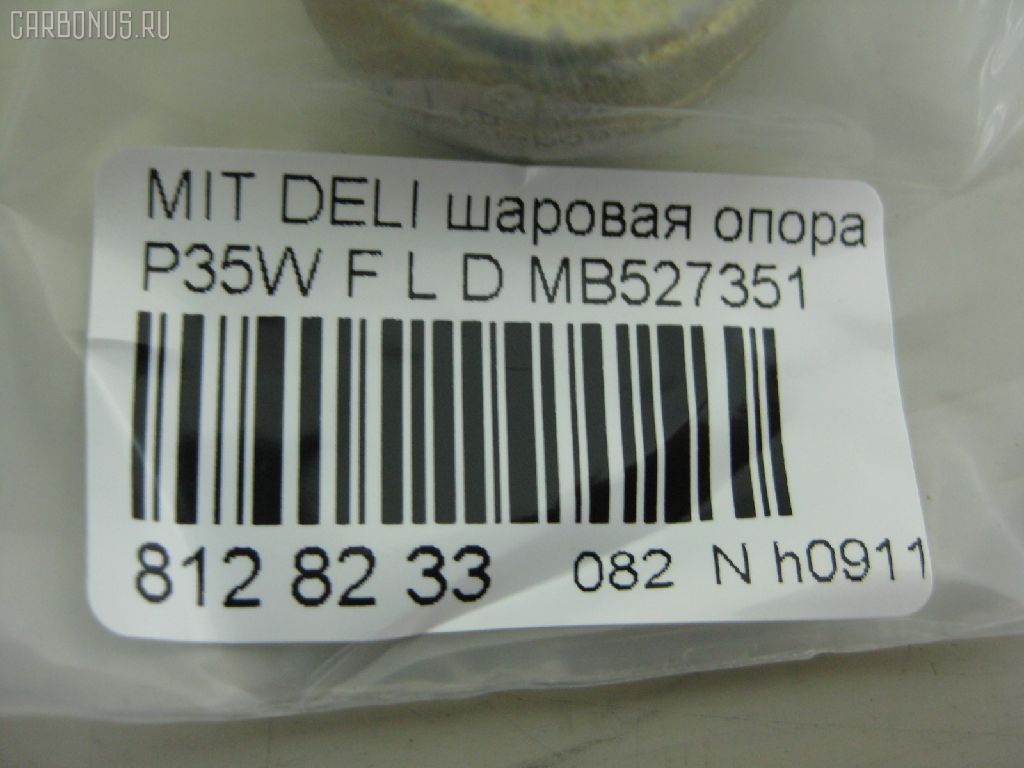 CARBONUS.RU
MIT DELI шаровая опора
P35W F L D MB527351
812 82 33 082 N h0911